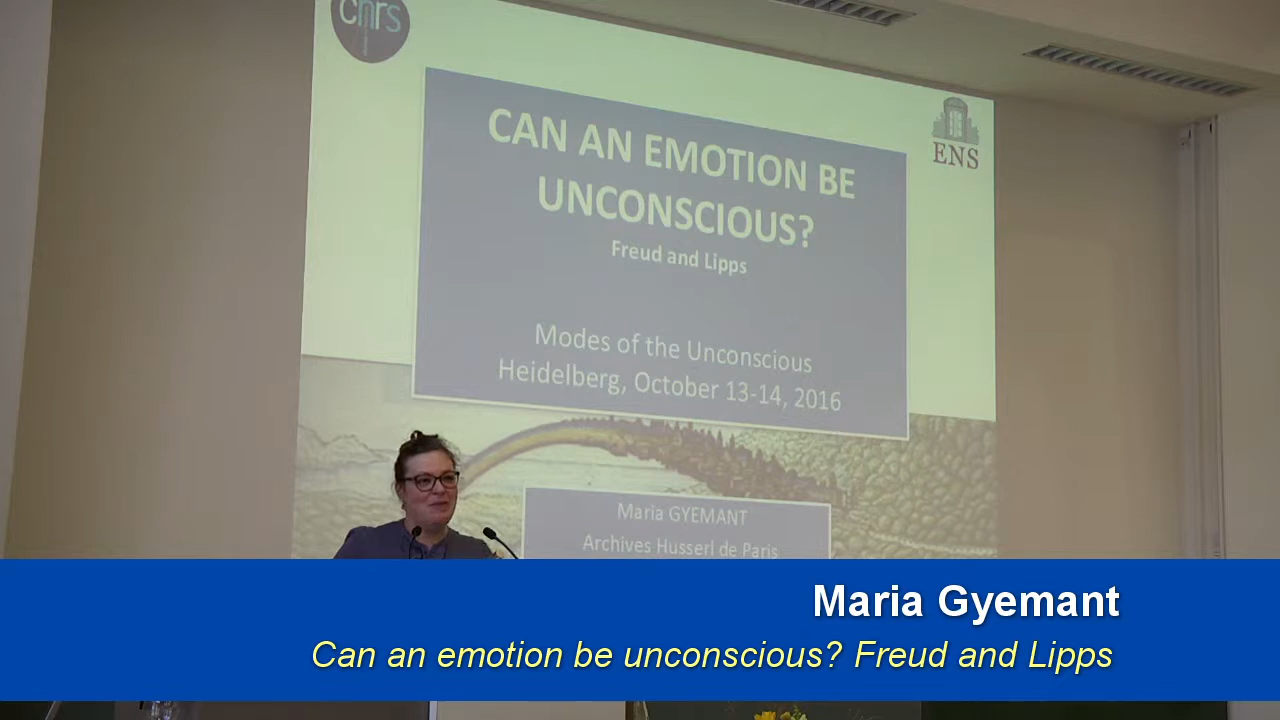 cnrs
ENS
CAN AN EMOTION BE
UNCONSCIOUS?
Freud and Lipps
Modes of the Unconscious
Heidelberg, October 13-14, 2016
Maria GYEMANT
Archives Husserl de Paris
Maria Gyemant
Can an emotion be unconscious? Freud and Lipps